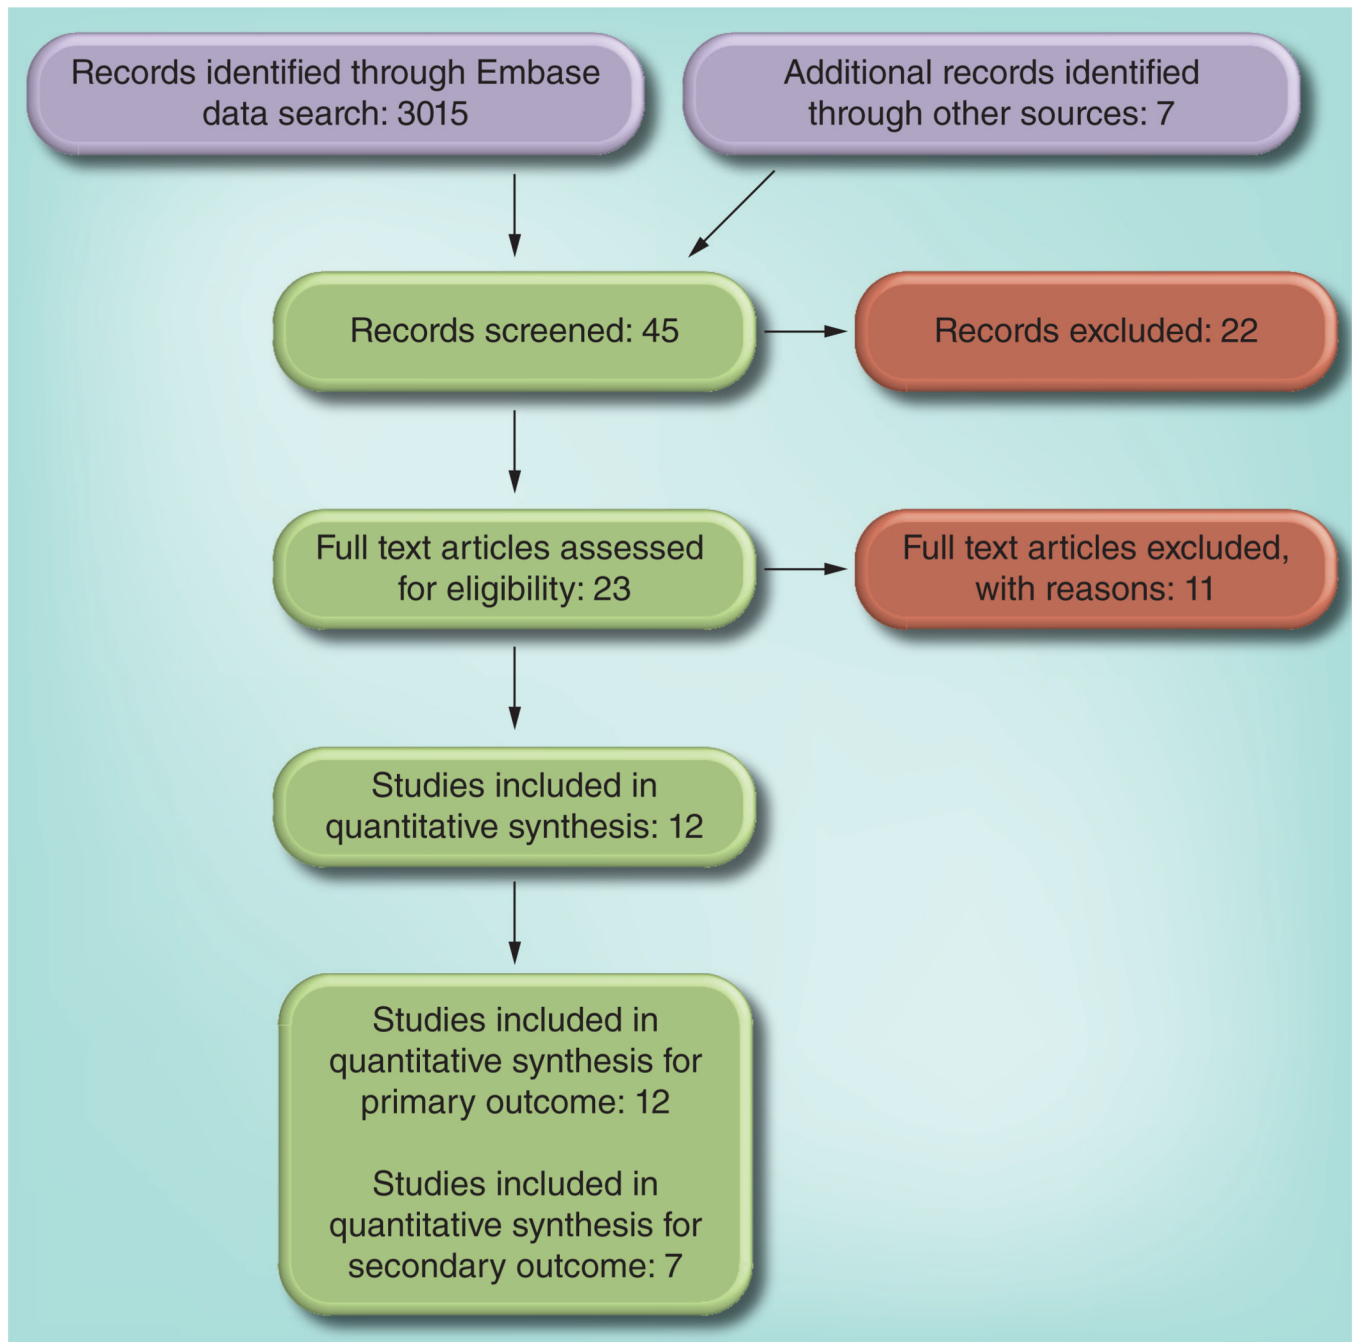 Records identified through Embase
data search: 3015
Additional records identified
through other sources: 7
Records screened: 45
Records excluded: 22
Full text articles assessed
for eligibility: 23
Full text articles excluded,
with reasons: 11
Studies included in
quantitative synthesis: 12
Studies included in
quantitative synthesis for
primary outcome: 12
Studies included in
quantitative synthesis for
secondary outcome: 7